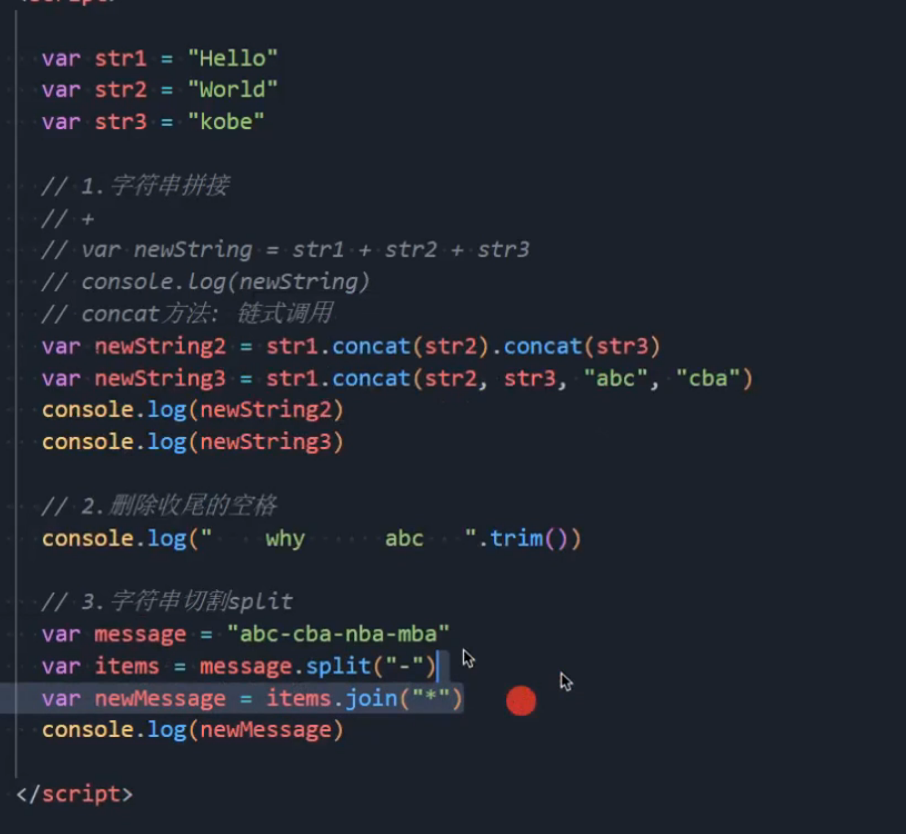 <script>
var str1 = "Hello"
var str2 = "World"
var str3 = "kobe"
// 1.字符串拼接
// +
// var newString = str1 + str2 + str3
// console.log(newString)
// concat方法: 链式调用
var newString2 = str1.concat(str2).concat(str3)
var newString3 = str1.concat(str2, str3, "abc", "cba")
console.log(newString2)
console.log(newString3)
// 2.删除收尾的空格
console.log("    why     abc   ".trim())
// 3.字符串切割split
var message = "abc-cba-nba-mba"
var items = message.split("-")
var newMessage = items.join("*")
console.log(newMessage)
</script>